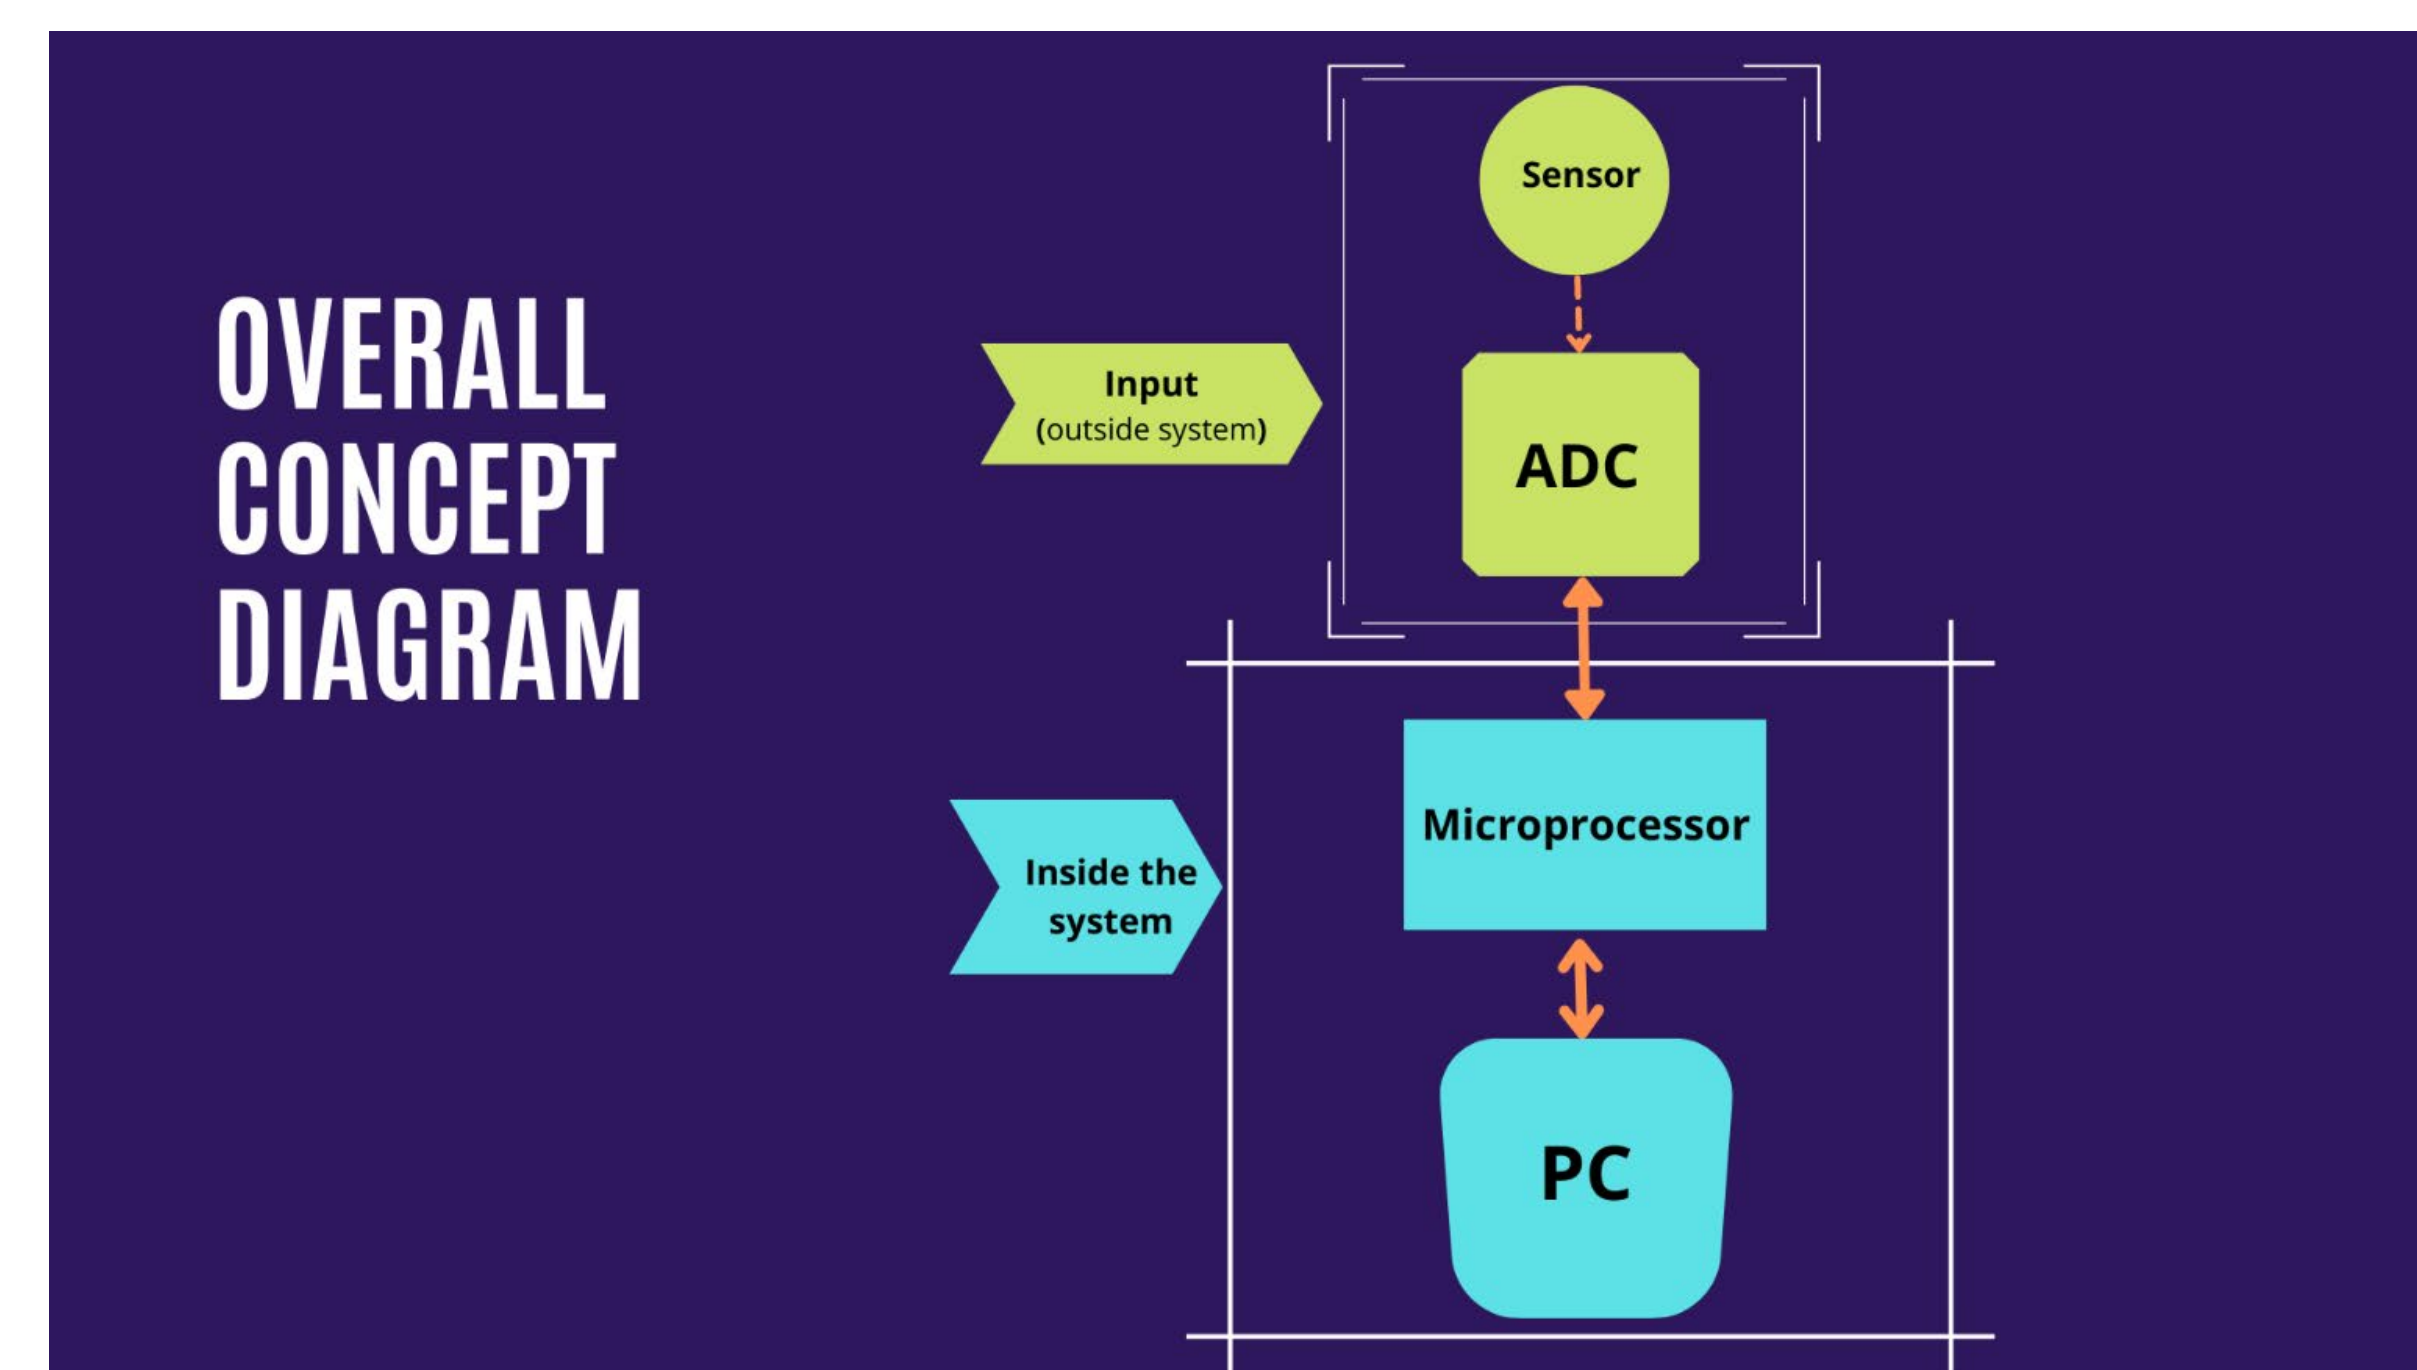 OVERALL
CONCEPT
DIAGRAM
Sensor
Input
(outside system)
ADC
Microprocessor
Inside the
system
PC